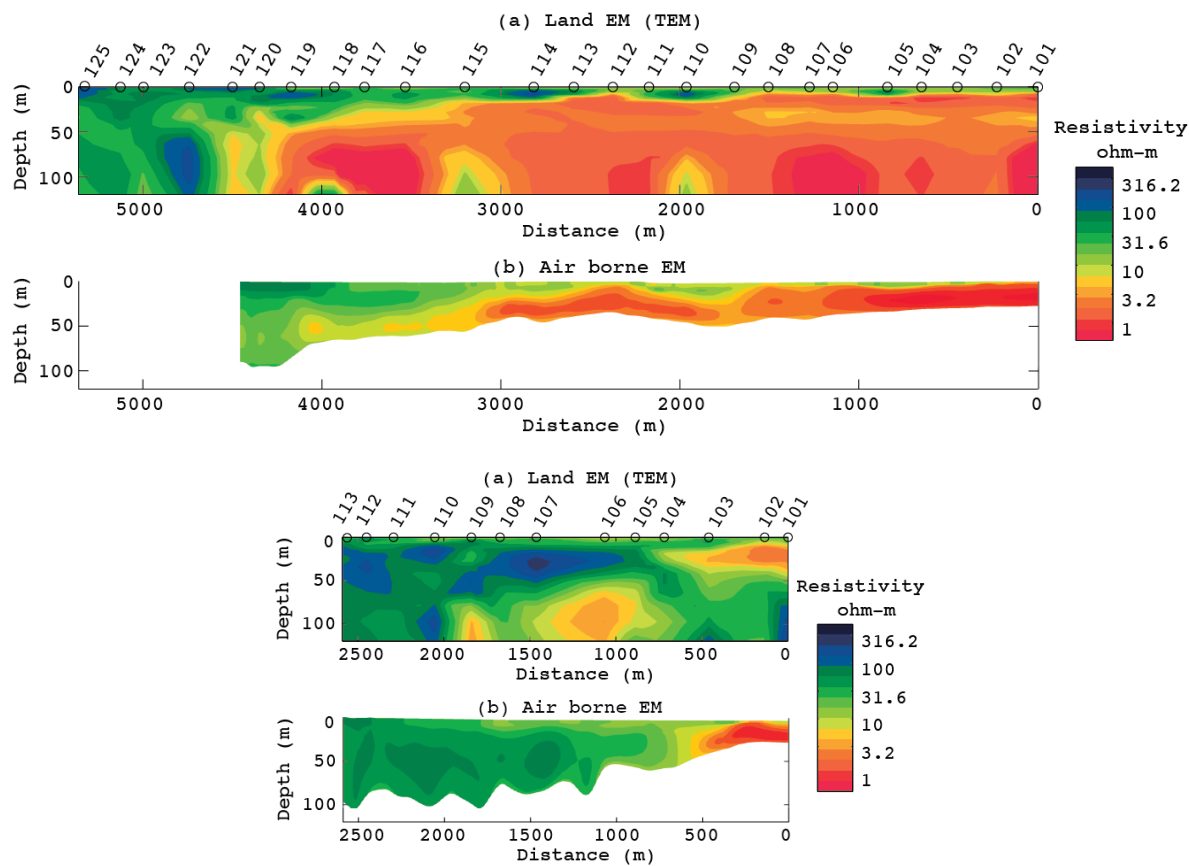 (a) Land EM (TEM)
125 124 123 122 121 120 119 118 117 116 115 114 113 112 111 110 109 108 107 106 105 104 103 102 101
0
50
100
Depth (m)
5000 4000 3000 2000 1000 0
Distance (m)
Resistivity
ohm-m
316.2
100
31.6
10
3.2
1
(b) Air borne EM
0
50
100
Depth (m)
5000 4000 3000 2000 1000 0
Distance (m)
(a) Land EM (TEM)
113 112 111 110 109 108 107 106 105 104 103 102 101
0
50
100
Depth (m)
2500 2000 1500 1000 500 0
Distance (m)
Resistivity
ohm-m
316.2
100
31.6
10
3.2
1
(b) Air borne EM
0
50
100
Depth (m)
2500 2000 1500 1000 500 0
Distance (m)